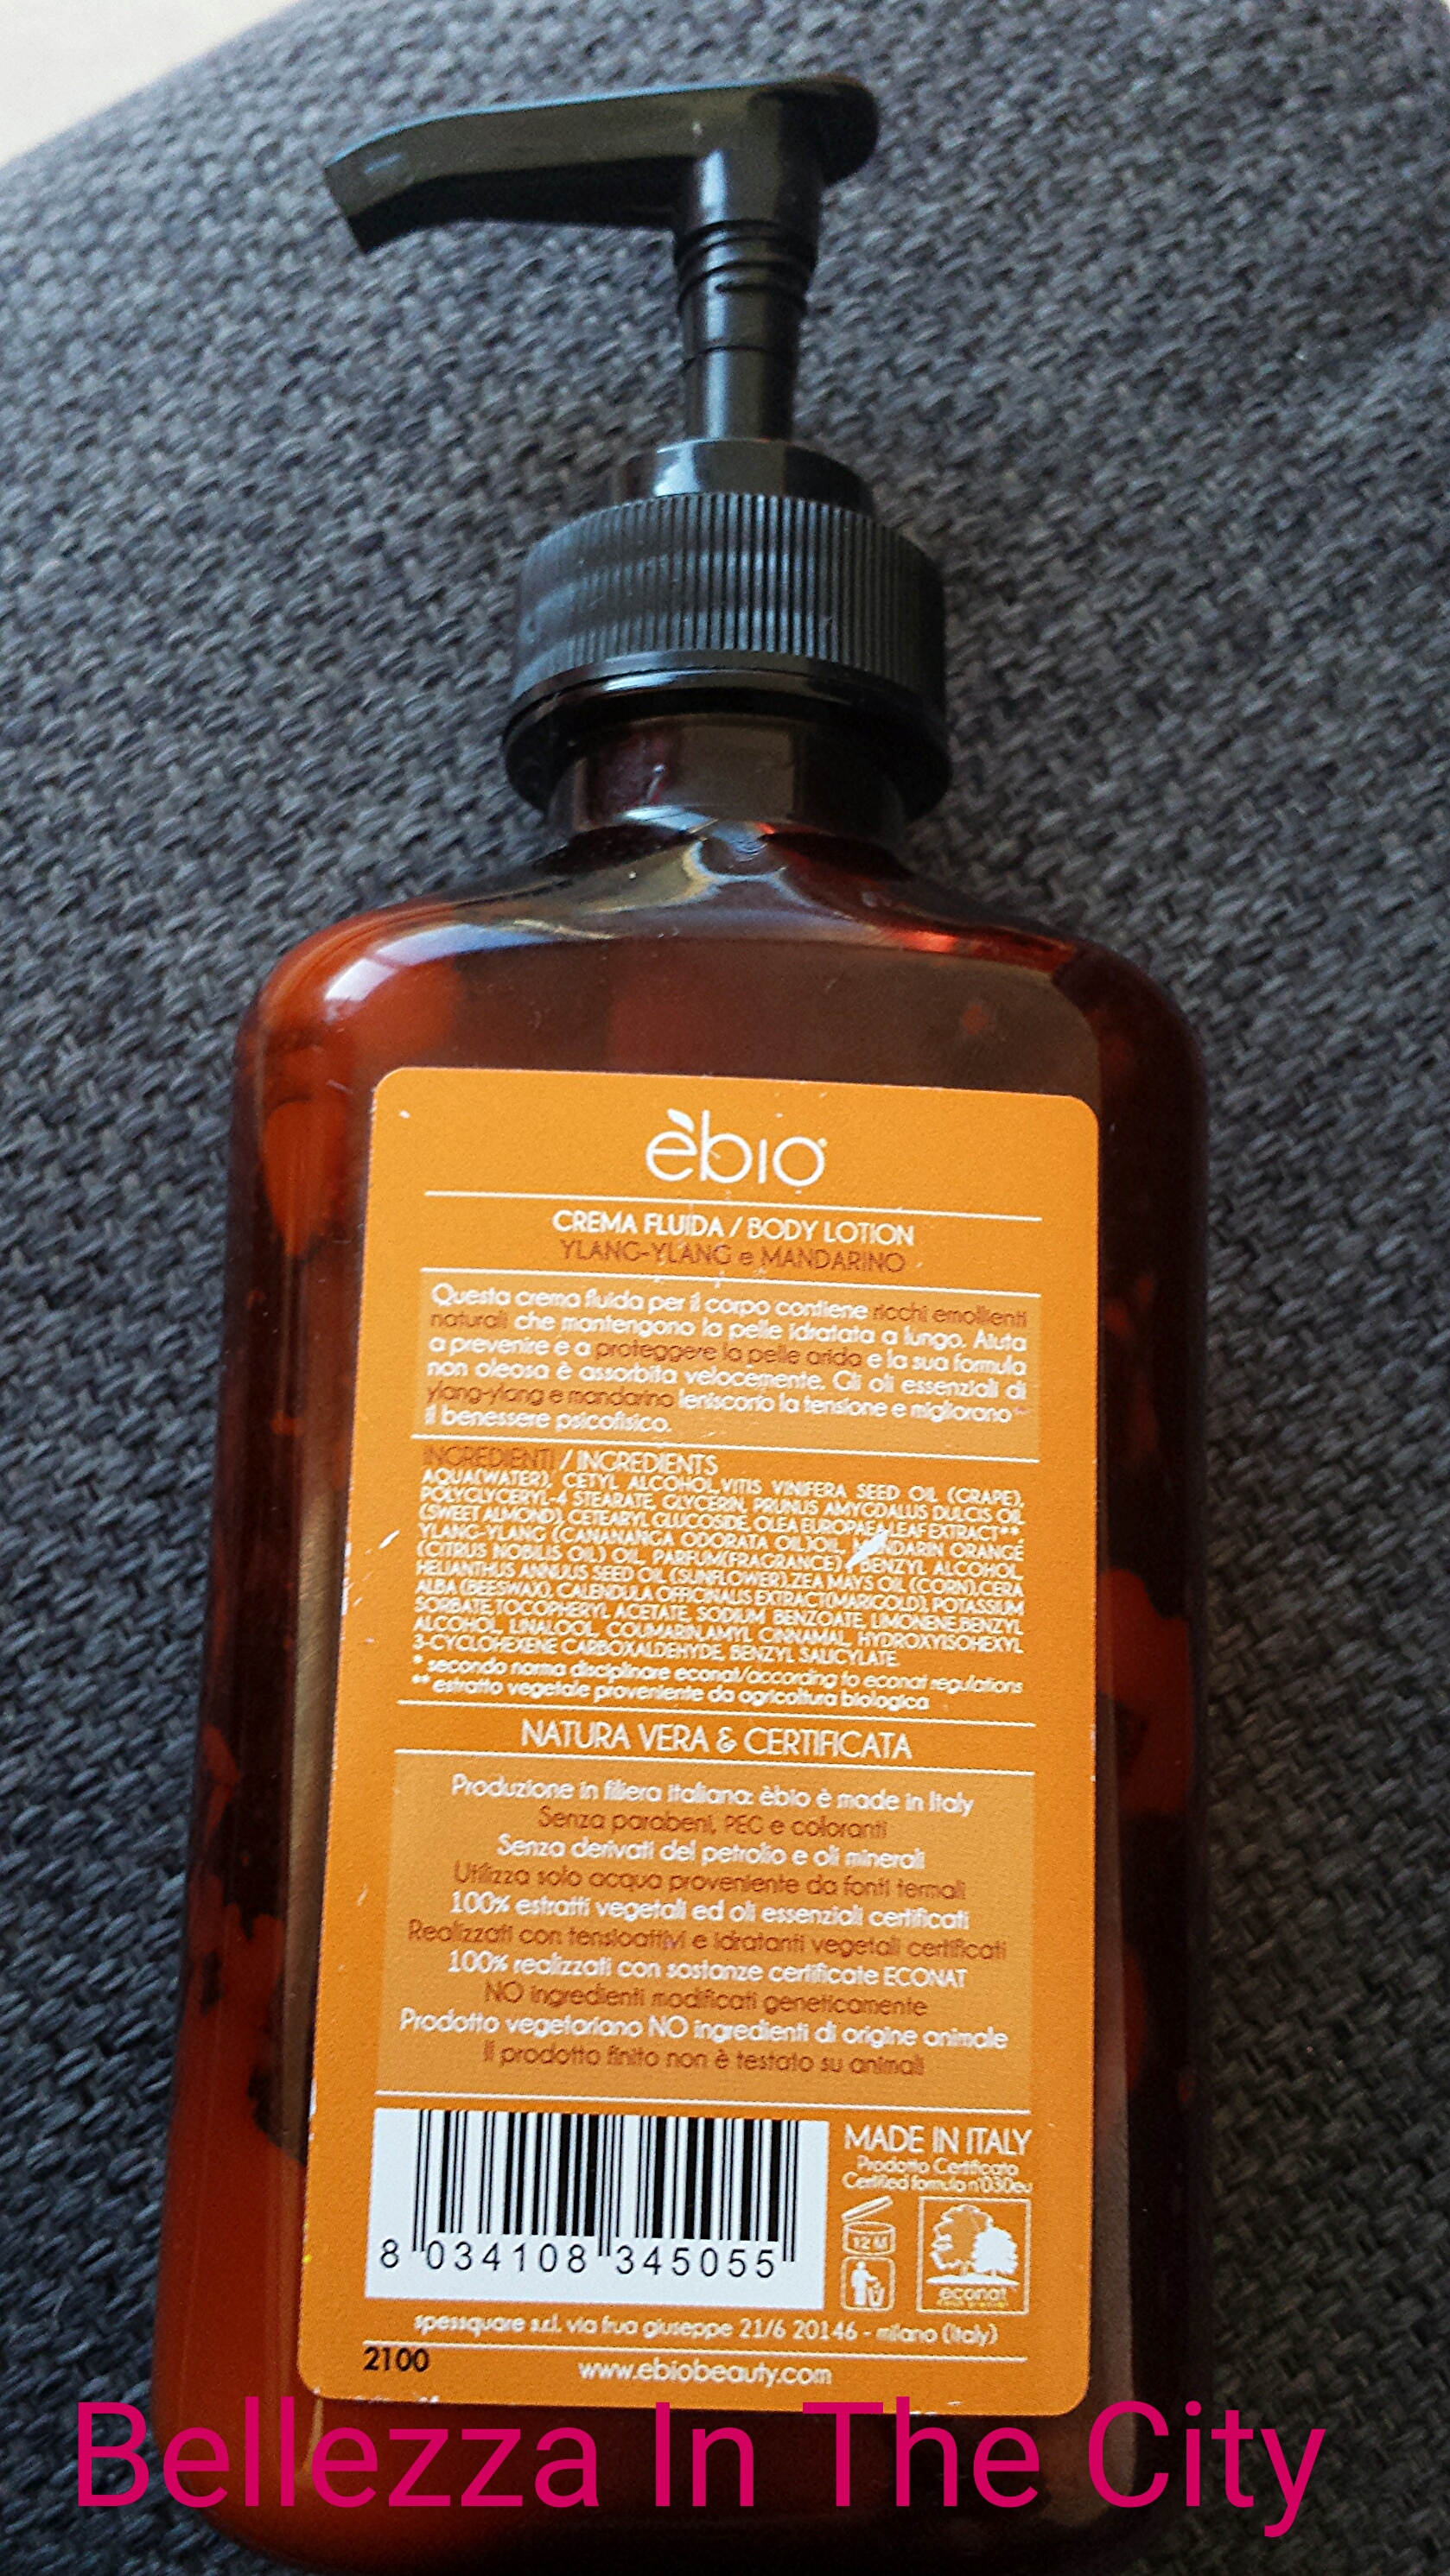 èbio
CREMA FLUIDA / BODY LOTION
YLANG-YLANG e MANDARINO
Questa crema fluida per il corpo contiene ricchi emollienti
naturali che mantengono la pelle idratata a lungo. Aiuta
a prevenire e a proteggere la pelle arida e la sua formula
non oleosa è assorbita velocemente. Gli oli essenziali di
ylang-ylang e mandarino leniscono la tensione e migliorano
il benessere psicofisico.
INGREDIENTI / INGREDIENTS
AQUA(WATER), CETYL ALCOHOL,VITIS VINIFERA SEED OIL (GRAPE),
POLYGLYCERYL-4 STEARATE, GLYCERIN, PRUNUS AMYGDALUS DULCIS OIL
(SWEET ALMOND), CETEARYL GLUCOSIDE, OLEA EUROPAEA LEAF EXTRACT**
YLANG-YLANG (CANANANGA ODORATA OIL)OIL, MANDARIN ORANGE
(CITRUS NOBILIS OIL) OIL, PARFUM(FRAGRANCE), BENZYL ALCOHOL,
HELIANTHUS ANNUUS SEED OIL (SUNFLOWER),ZEA MAYS OIL (CORN),CERA
ALBA (BEESWAX), CALENDULA OFFICINALIS EXTRACT(MARIGOLD), POTASSIUM
SORBATE,TOCOPHERYL ACETATE, SODIUM BENZOATE, LIMONENE,BENZYL
ALCOHOL, LINALOOL, COUMARIN,AMYL CINNAMAL, HYDROXYISOHEXYL
3-CYCLOHEXENE CARBOXALDEHYDE, BENZYL SALICYLATE.
* secondo norma disciplinare econat/according to econat regulations
** estratto vegetale proveniente da agricoltura biologica
NATURA VERA & CERTIFICATA
Produzione in filiera italiana: èbio è made in Italy
Senza parabeni, PEG e coloranti
Senza derivati del petrolio e oli minerali
Utilizza solo acqua proveniente da fonti termali
100% estratti vegetali ed oli essenziali certificati
Realizzati con tensioattivi e idratanti vegetali certificati
100% realizzati con sostanze certificate ECONAT
NO ingredienti modificati geneticamente
Prodotto vegetariano NO ingredienti di origine animale
Il prodotto finito non è testato su animali
MADE IN ITALY
Prodotto Certificato
Certified formula n°030eu
12 M
econat
8 034108 345055
spessquare s.r.l. via frua giuseppe 21/6 20146 - milano (italy)
2100
www.ebiobeauty.com
Bellezza In The City